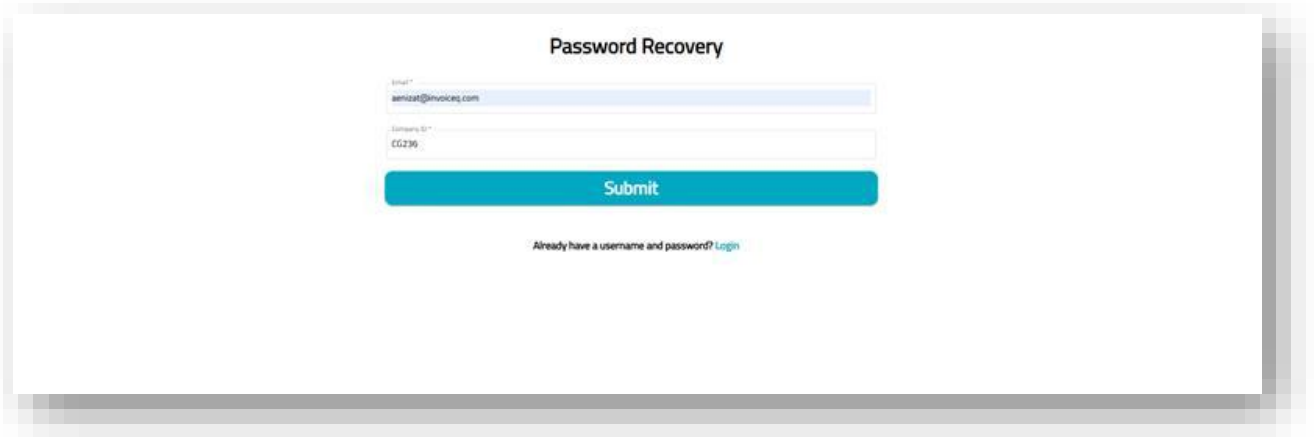 Password Recovery
Email *
aenizat@invoiceq.com
Company ID *
CG236
Submit
Already have a username and password? Login